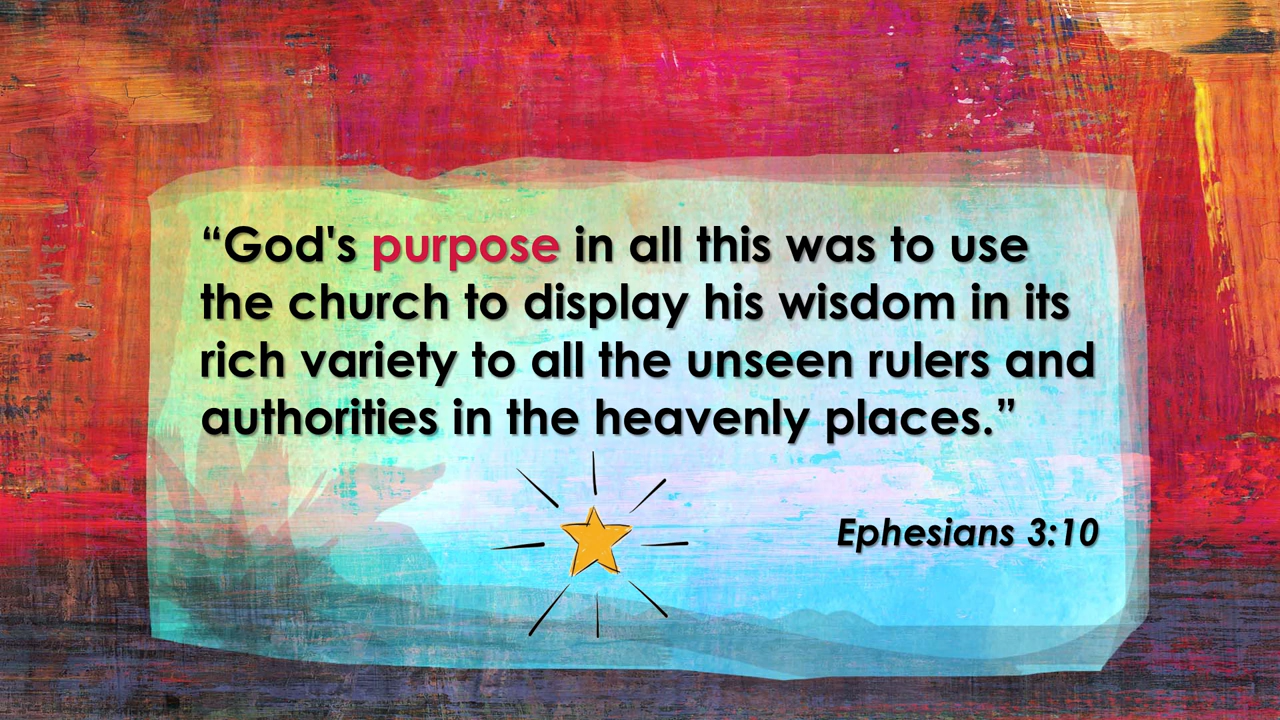 “God's purpose in all this was to use
the church to display his wisdom in its
rich variety to all the unseen rulers and
authorities in the heavenly places.”
Ephesians 3:10